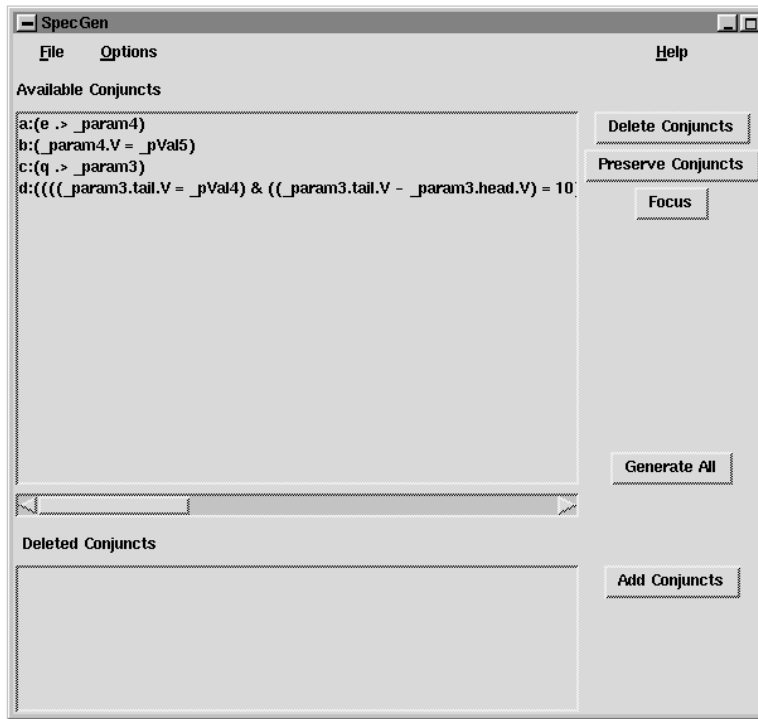 SpecGen
File Options Help
Available Conjuncts
a:(e .> _param4)
b:(_param4.V = _pVal5)
c:(q .> _param3)
d:((((_param3.tail.V = _pVal4) & ((_param3.tail.V - _param3.head.V) = 10)
Delete Conjuncts
Preserve Conjuncts
Focus
Generate All
Deleted Conjuncts
Add Conjuncts